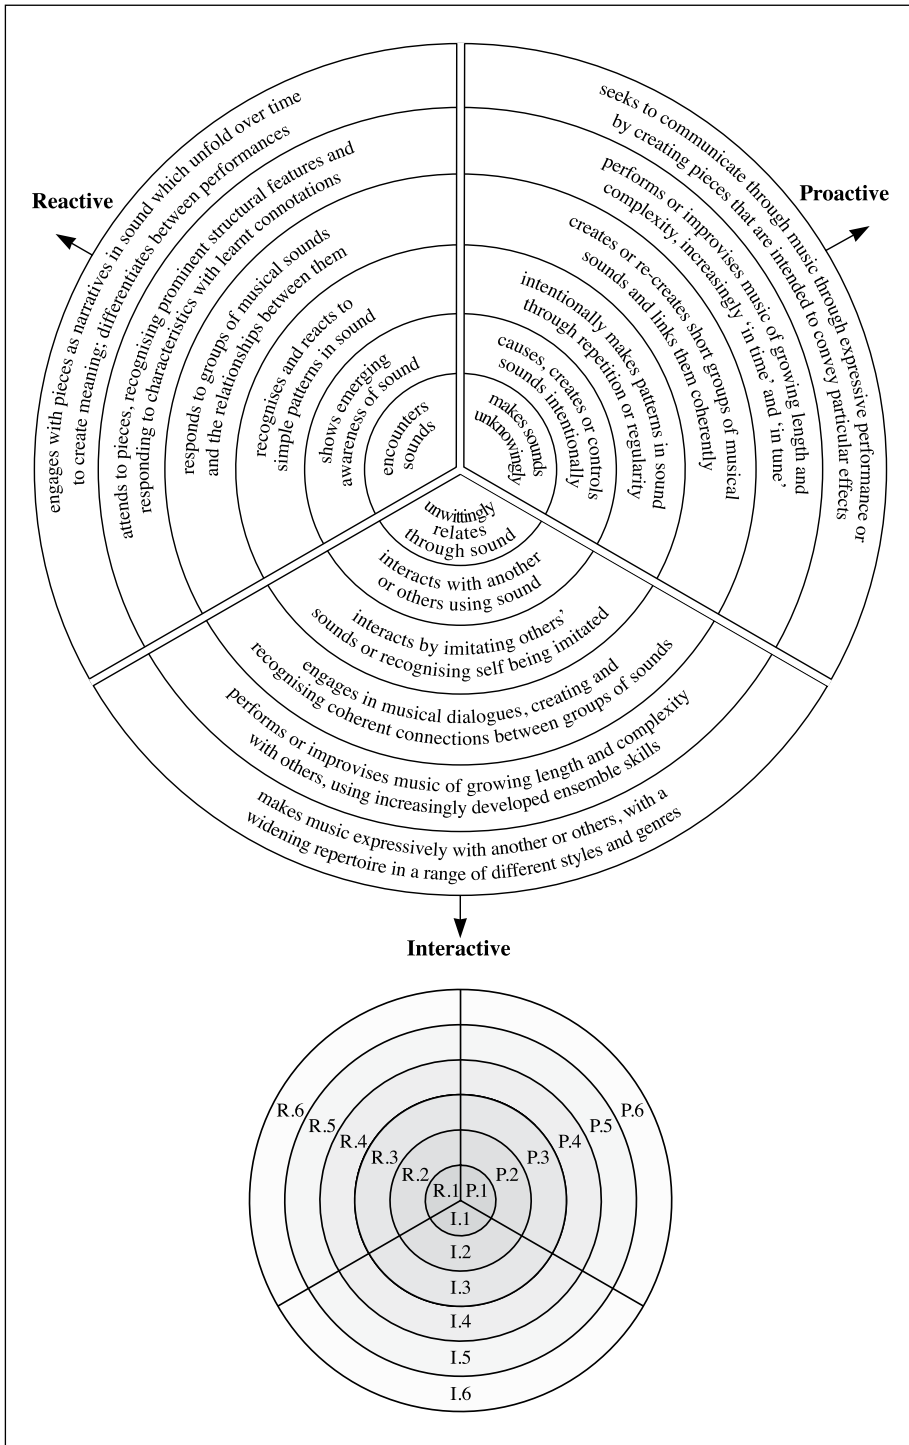 Reactive
engages with pieces as narratives in sound which unfold over time
to create meaning; differentiates between performances
attends to pieces, recognising prominent structural features and
responding to characteristics with learnt connotations
responds to groups of musical sounds
and the relationships between them
recognises and reacts to
simple patterns in sound
shows emerging
awareness of sound
encounters
sounds
Proactive
seeks to communicate through music through expressive performance or
by creating pieces that are intended to convey particular effects
performs or improvises music of growing length and
complexity, increasingly ‘in time’ and ‘in tune’
creates or re-creates short groups of musical
sounds and links them coherently
intentionally makes patterns in sound
through repetition or regularity
causes, creates or controls
sounds intentionally
makes sounds
unknowingly
unwittingly
relates
through sound
interacts with another
or others using sound
interacts by imitating others’
sounds or recognising self being imitated
engages in musical dialogues, creating and
recognising coherent connections between groups of sounds
performs or improvises music of growing length and complexity
with others, using increasingly developed ensemble skills
makes music expressively with another or others, with a
widening repertoire in a range of different styles and genres
Interactive
R.6
R.5
R.4
R.3
R.2
R.1
P.1
P.2
P.3
P.4
P.5
P.6
I.1
I.2
I.3
I.4
I.5
I.6